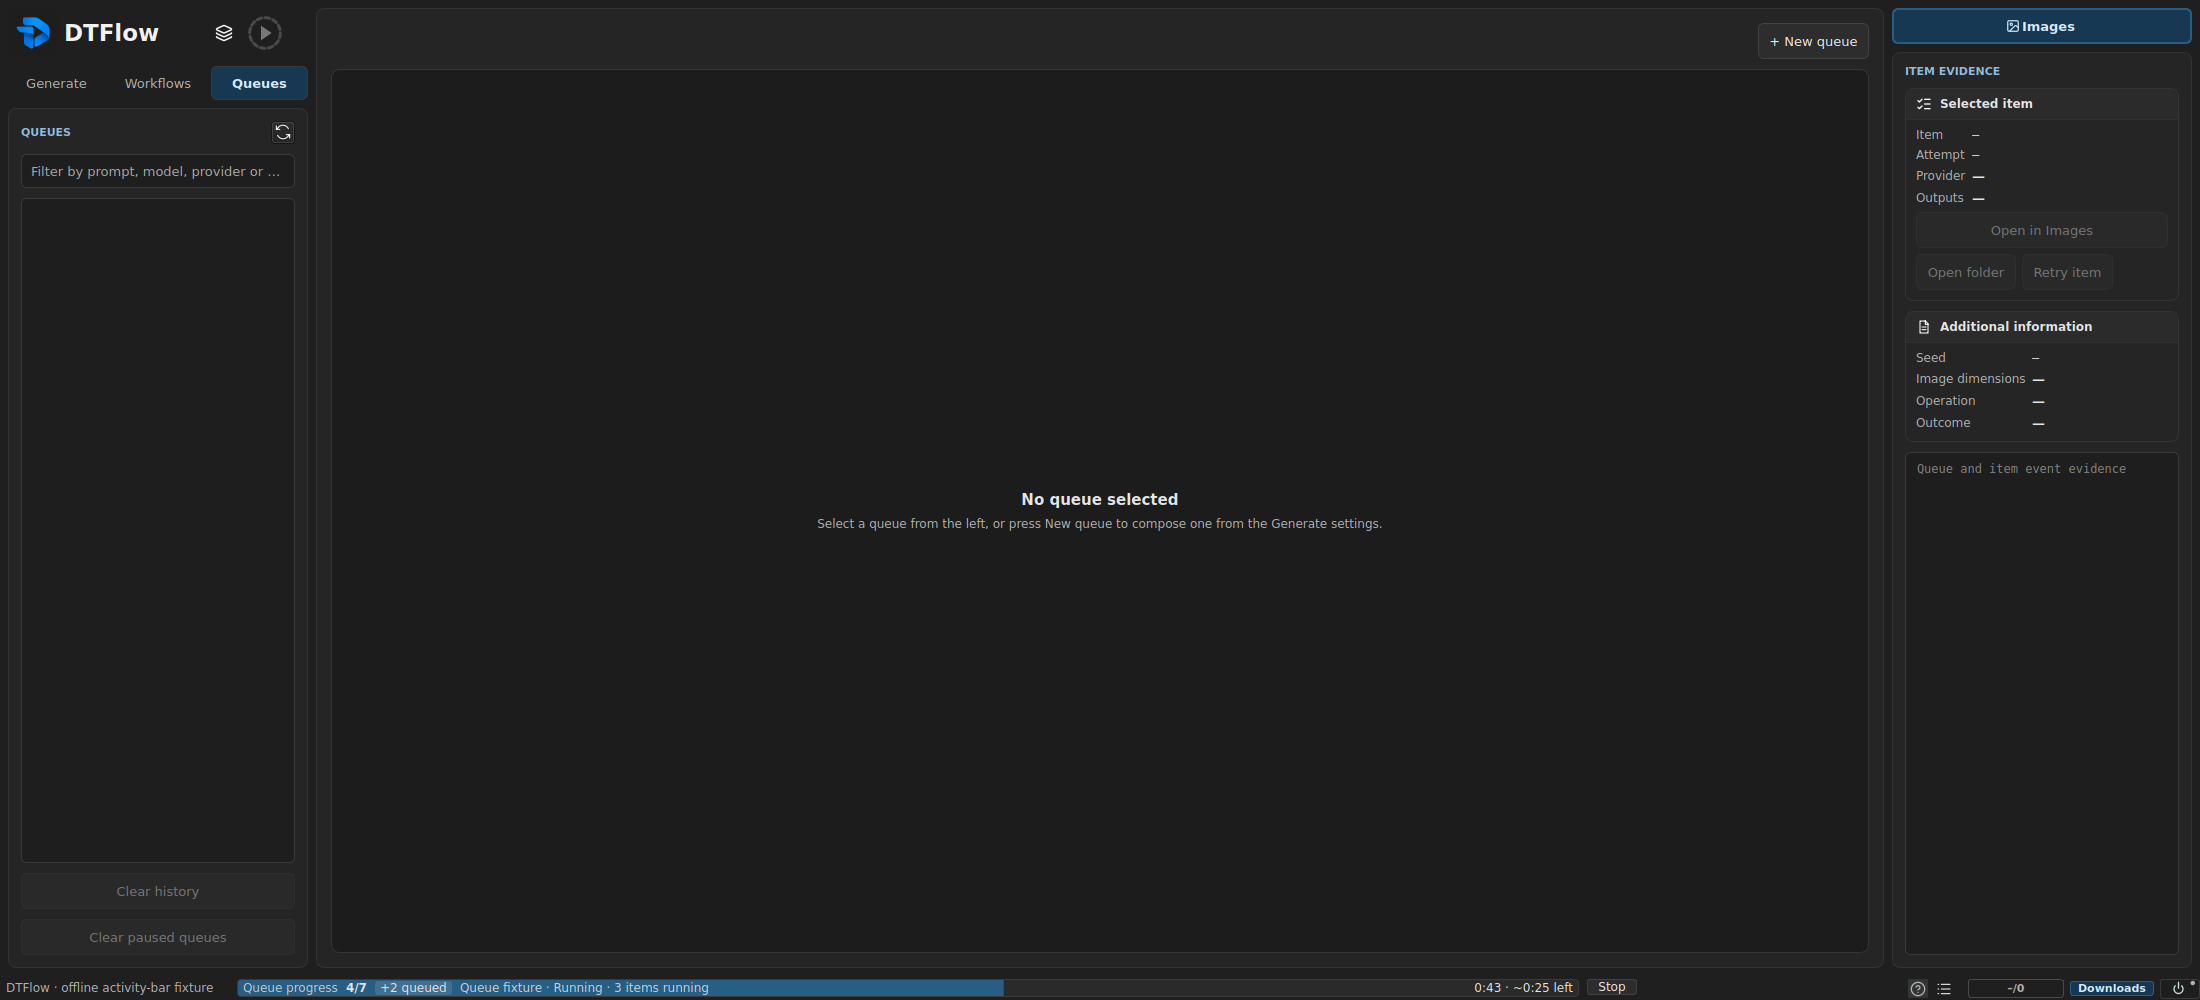 DTFlow
Generate Workflows Queues
QUEUES
Filter by prompt, model, provider or ...
Clear history
Clear paused queues
+ New queue
No queue selected
Select a queue from the left, or press New queue to compose one from the Generate settings.
Images
ITEM EVIDENCE
Selected item
Item –
Attempt –
Provider —
Outputs —
Open in Images
Open folder Retry item
Additional information
Seed –
Image dimensions —
Operation —
Outcome —
Queue and item event evidence
DTFlow · offline activity-bar fixture Queue progress 4/7 +2 queued Queue fixture · Running · 3 items running 0:43 · ~0:25 left Stop –/0 Downloads